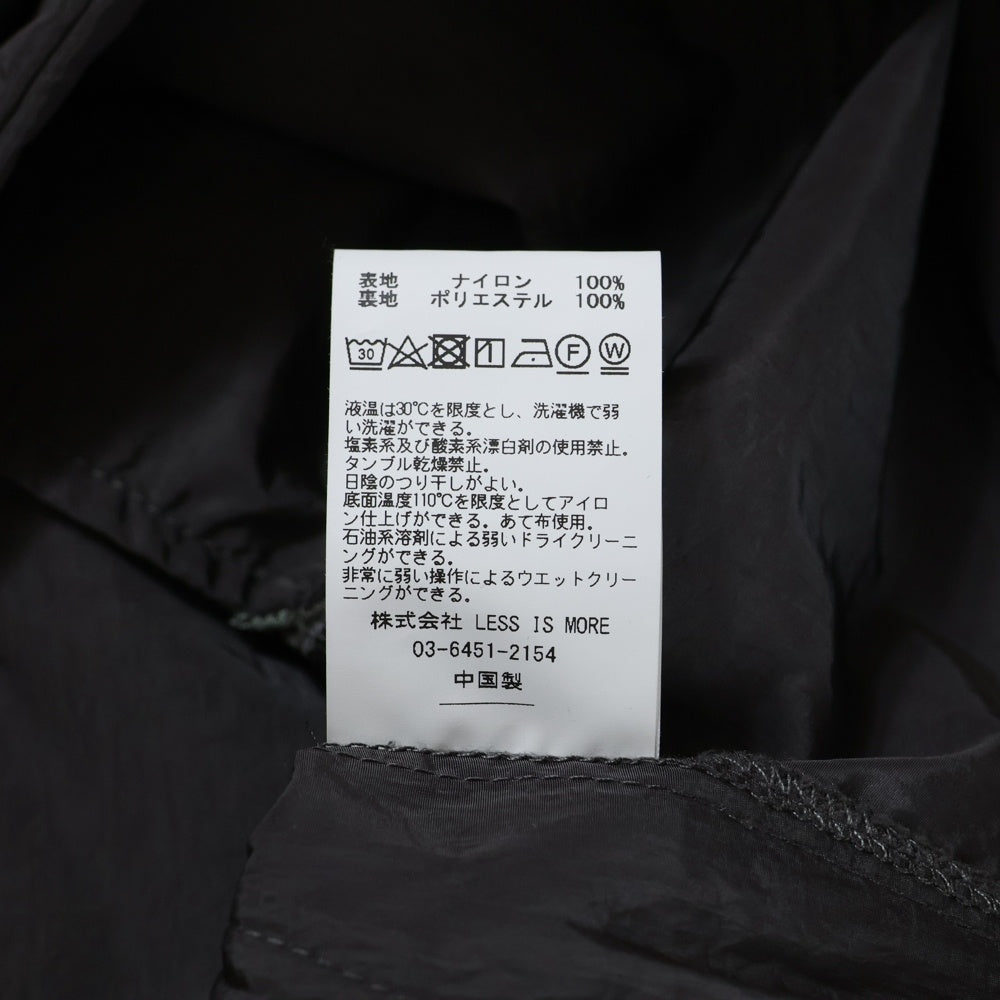 表地 ナイロン 100%
裏地 ポリエステル 100%
30 F W
液温は30℃を限度とし、洗濯機で弱
い洗濯ができる。
塩素系及び酸素系漂白剤の使用禁止。
タンブル乾燥禁止。
日陰のつり干しがよい。
底面温度110℃を限度としてアイロ
ン仕上げができる。あて布使用。
石油系溶剤による弱いドライクリーニ
ングができる。
非常に弱い操作によるウエットクリー
ニングができる。
株式会社 LESS IS MORE
03-6451-2154
中国製